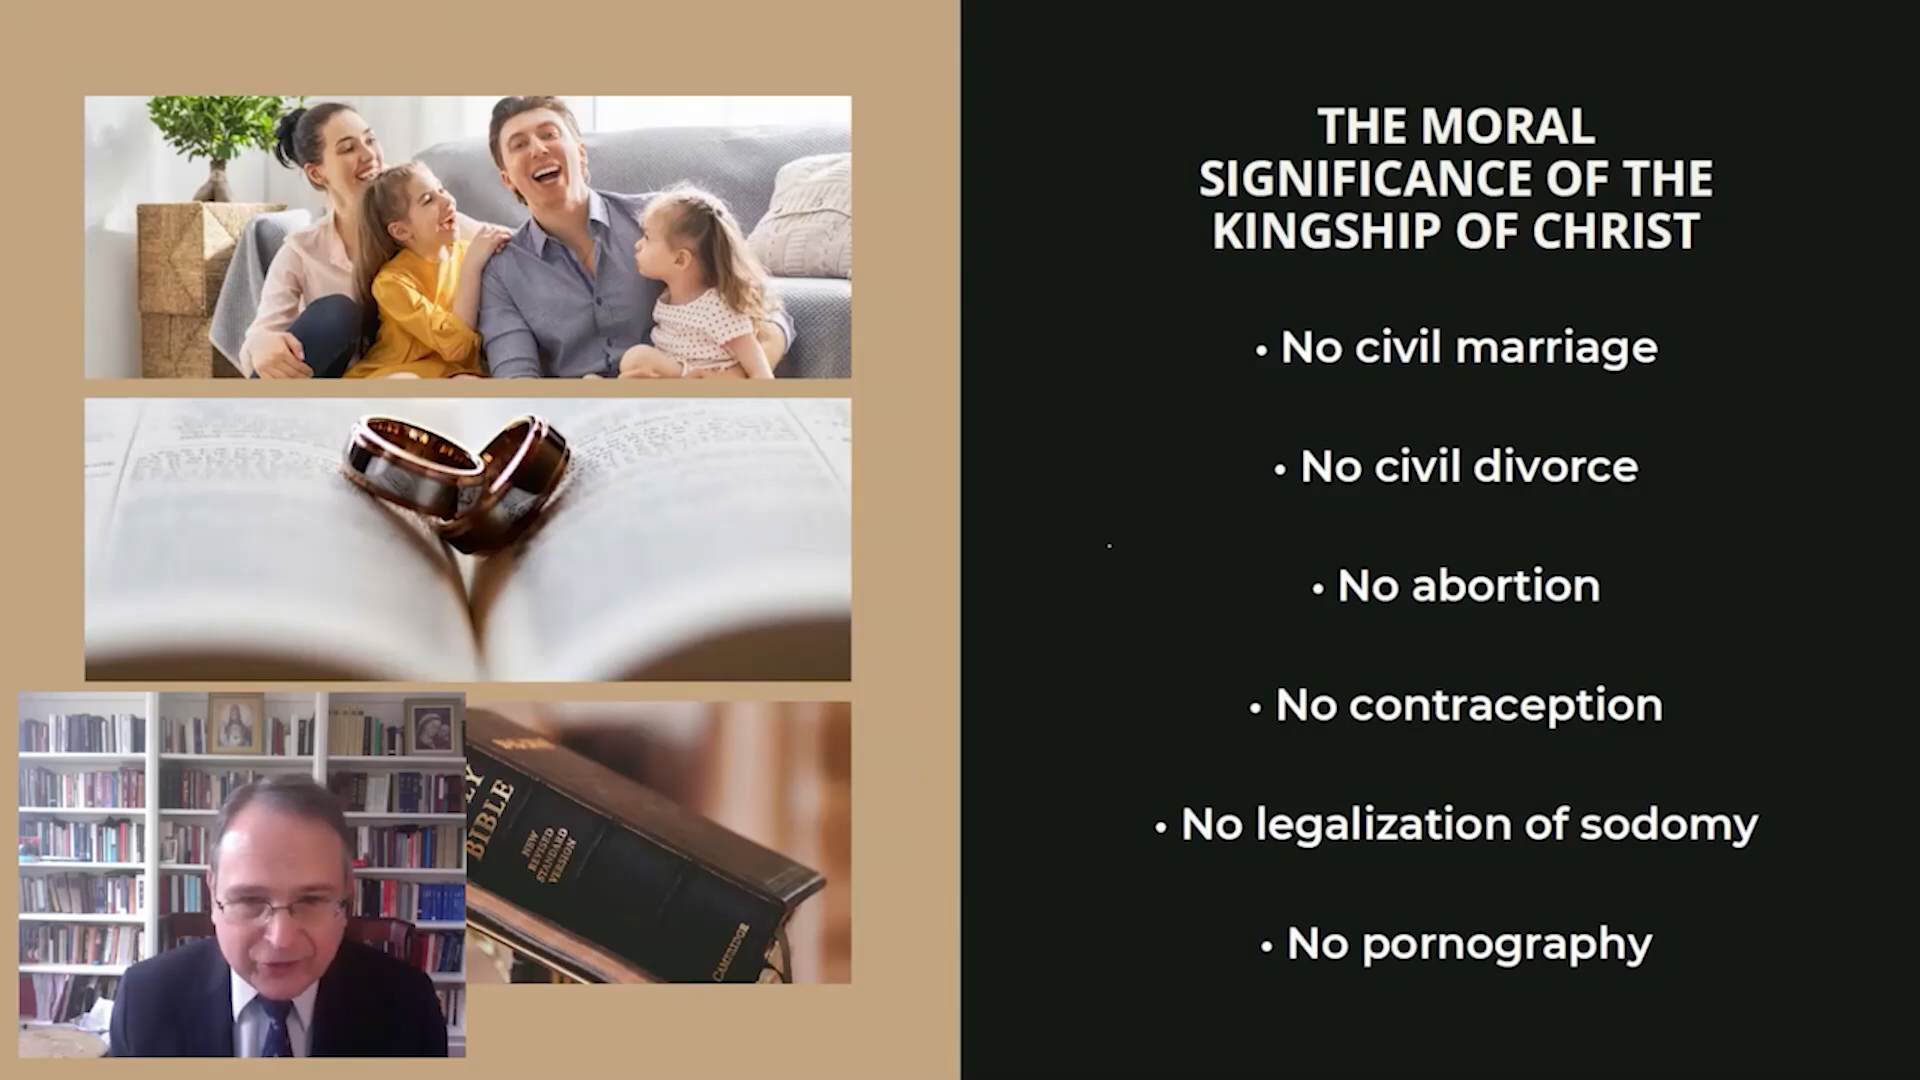 THE MORAL
SIGNIFICANCE OF THE
KINGSHIP OF CHRIST
• No civil marriage
• No civil divorce
• No abortion
• No contraception
• No legalization of sodomy
• No pornography
BIBLE
NEW
REVISED
STANDARD
VERSION
CAMBRIDGE